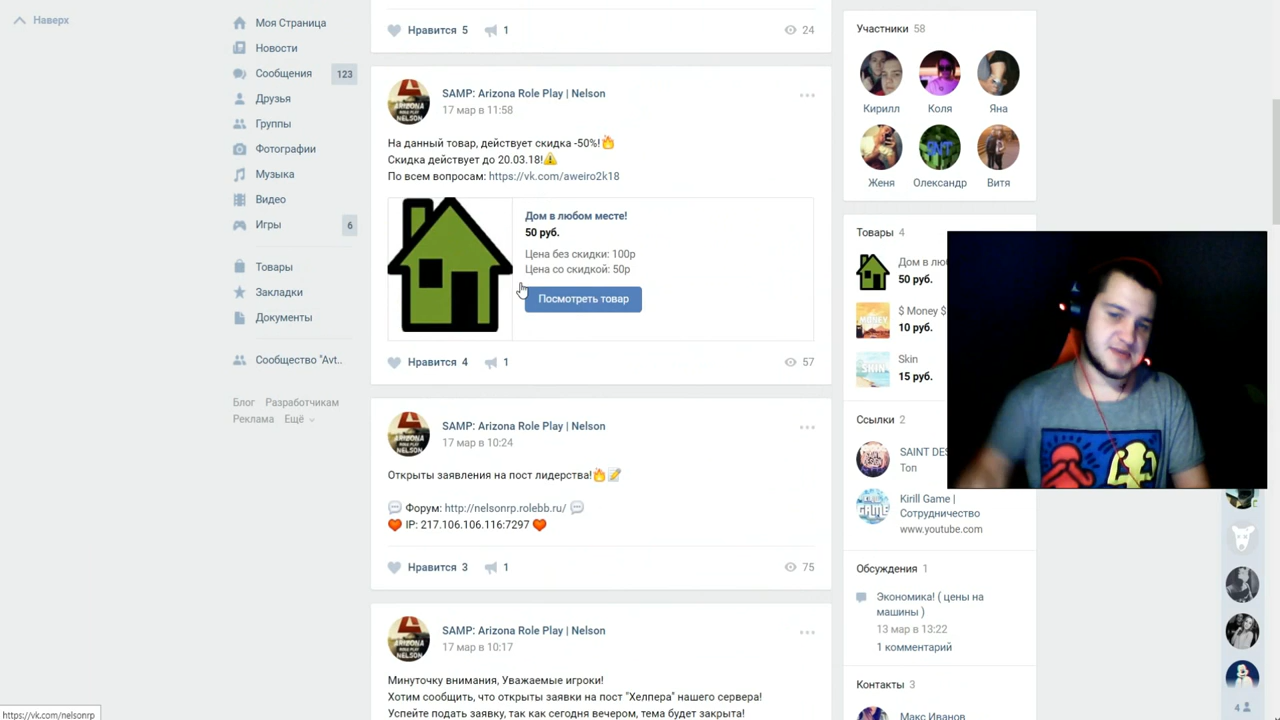 Наверх
Моя Страница
Новости
Сообщения 123
Друзья
Группы
Фотографии
Музыка
Видео
Игры 6
Товары
Закладки
Документы
Сообщество "Avt..
Блог Разработчикам
Реклама Ещё
Нравится 5 1 24
SAMP: Arizona Role Play | Nelson
17 мар в 11:58
На данный товар, действует скидка -50%!🔥
Скидка действует до 20.03.18!⚠
По всем вопросам: https://vk.com/aweiro2k18
Дом в любом месте!
50 руб.
Цена без скидки: 100р
Цена со скидкой: 50р
Посмотреть товар
Нравится 4 1 57
SAMP: Arizona Role Play | Nelson
17 мар в 10:24
Открыты заявления на пост лидерства!🔥📝
💬 Форум: http://nelsonrp.rolebb.ru/ 💬
❤ IP: 217.106.106.116:7297 ❤
Нравится 3 1 75
SAMP: Arizona Role Play | Nelson
17 мар в 10:17
Минуточку внимания, Уважаемые игроки!
Хотим сообщить, что открыты заявки на пост "Хелпера" нашего сервера!
Успейте подать заявку, так как сегодня вечером, тема будет закрыта!
Участники 58
Кирилл Коля Яна
Женя Олександр Витя
Товары 4
Дом в лю
50 руб.
MONEY
$ Money $
10 руб.
SKIN
Skin
15 руб.
Ссылки 2
SAINT DES
Топ
Kirill Game |
Сотрудничество
www.youtube.com
Обсуждения 1
Экономика! ( цены на
машины )
13 мар в 13:22
1 комментарий
Контакты 3
Макс Иванов
4
https://vk.com/nelsonrp